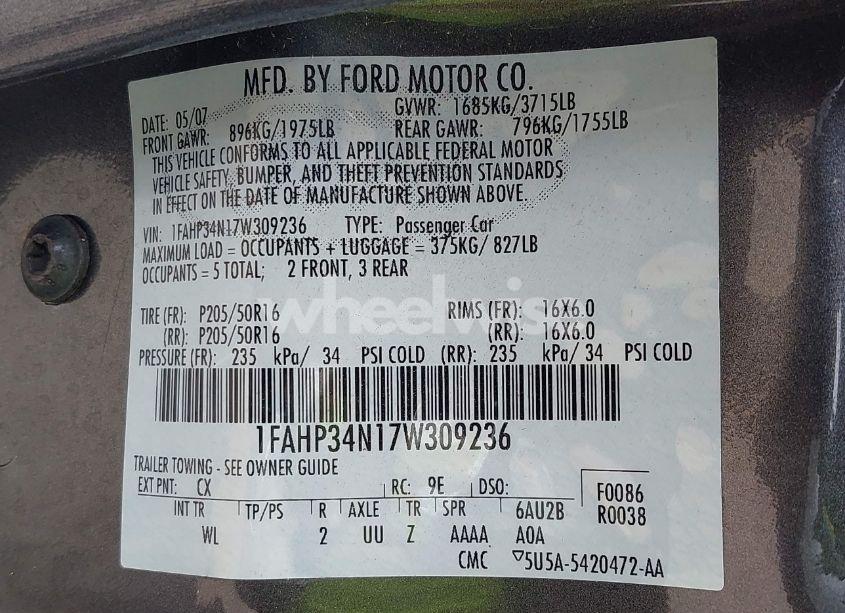 MFD. BY FORD MOTOR CO.
DATE: 05/07 GVWR: 1685KG/3715LB
FRONT GAWR: 896KG/1975LB REAR GAWR: 796KG/1755LB
THIS VEHICLE CONFORMS TO ALL APPLICABLE FEDERAL MOTOR
VEHICLE SAFETY, BUMPER, AND THEFT PREVENTION STANDARDS
IN EFFECT ON THE DATE OF MANUFACTURE SHOWN ABOVE.
VIN: 1FAHP34N17W309236 TYPE: Passenger Car
MAXIMUM LOAD = OCCUPANTS + LUGGAGE = 375KG/ 827LB
OCCUPANTS = 5 TOTAL; 2 FRONT, 3 REAR
wheelwis
TIRE (FR): P205/50R16 RIMS (FR): 16X6.0
(RR): P205/50R16 (RR): 16X6.0
PRESSURE (FR): 235 kPa/ 34 PSI COLD (RR): 235 kPa/ 34 PSI COLD
1FAHP34N17W309236
TRAILER TOWING - SEE OWNER GUIDE
EXT PNT: CX RC: 9E DSO: F0086
INT TR TP/PS R AXLE TR SPR 6AU2B R0038
WL 2 UU Z AAAA A0A
CMC 5U5A-5420472-AA